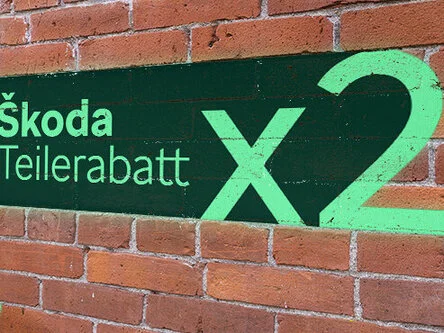 Škoda
Teilerabatt
x2